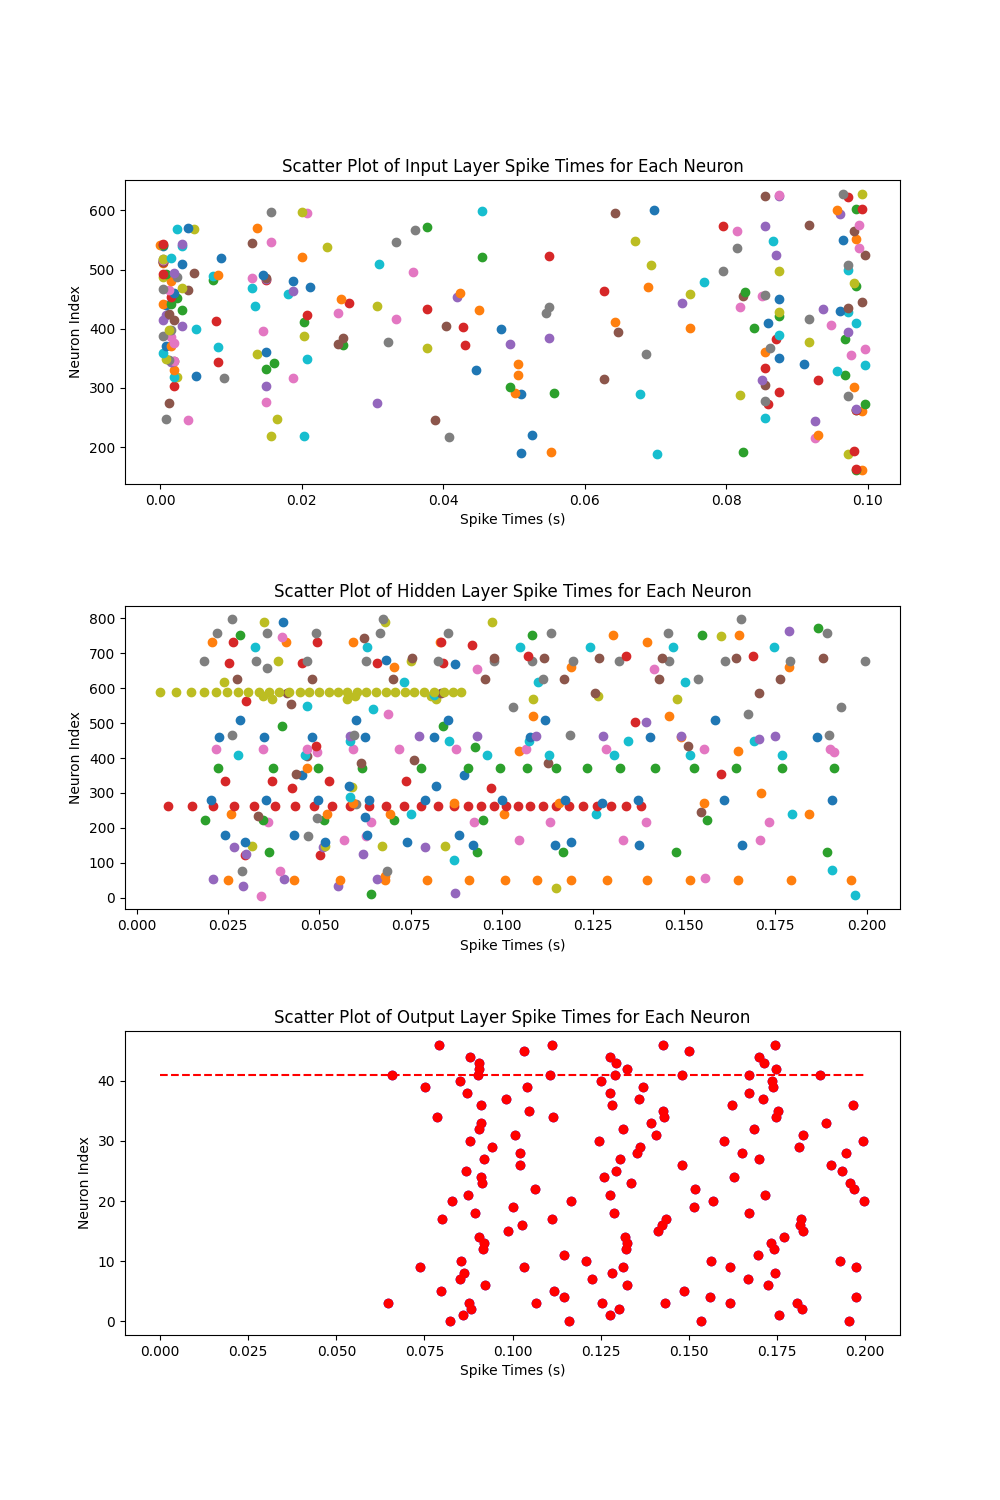 Scatter Plot of Input Layer Spike Times for Each Neuron
Neuron Index
600
500
400
300
200
0.00 0.02 0.04 0.06 0.08 0.10
Spike Times (s)
Scatter Plot of Hidden Layer Spike Times for Each Neuron
Neuron Index
800
700
600
500
400
300
200
100
0
0.000 0.025 0.050 0.075 0.100 0.125 0.150 0.175 0.200
Spike Times (s)
Scatter Plot of Output Layer Spike Times for Each Neuron
Neuron Index
40
30
20
10
0
0.000 0.025 0.050 0.075 0.100 0.125 0.150 0.175 0.200
Spike Times (s)